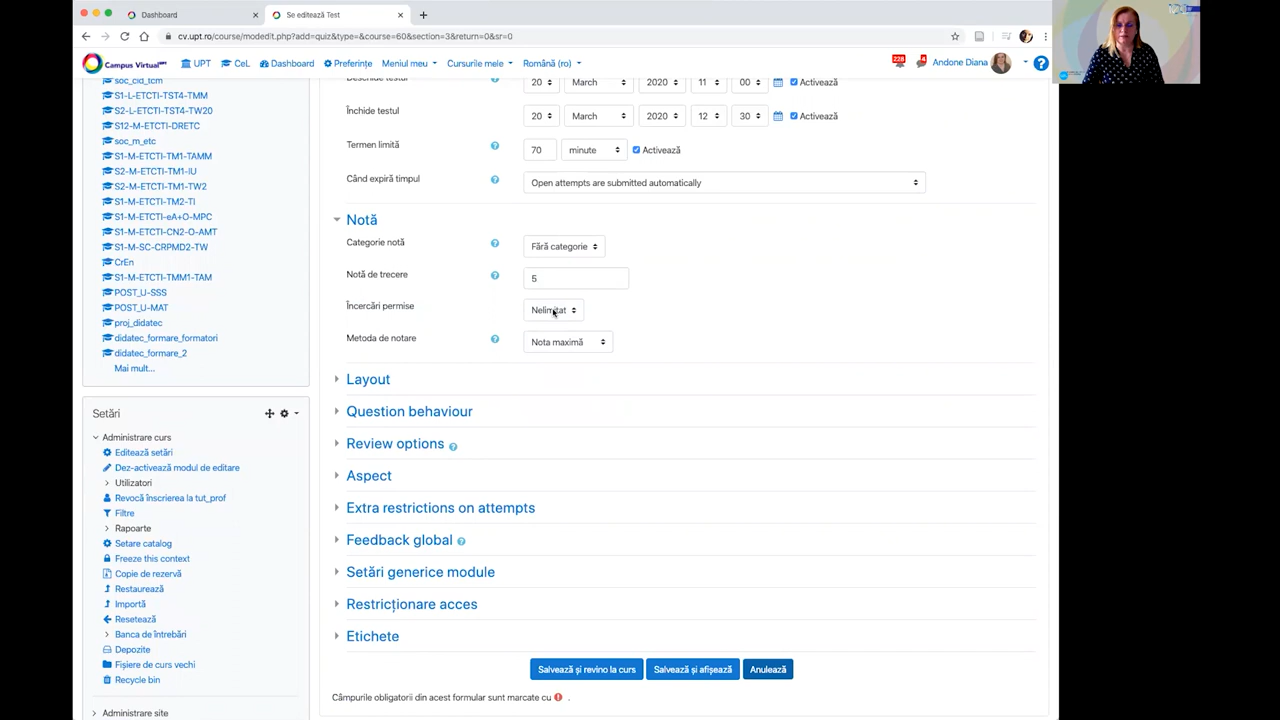 Dashboard
Se editează Test
cv.upt.ro/course/modedit.php?add=quiz&type=&course=60&section=3&return=0&sr=0
Campus Virtual UPT CeL Dashboard Preferințe Meniul meu Cursurile meie Română (ro) 228 Andone Diana
soc_cid_tcm
S1-L-ETCTI-TST4-TMM
S2-L-ETCTI-TST4-TW20
S12-M-ETCTI-DRETC
soc_m_etc
S1-M-ETCTI-TM1-TAMM
S2-M-ETCTI-TM1-IU
S2-M-ETCTI-TM1-TW2
S1-M-ETCTI-TM2-TI
S1-M-ETCTI-eA+O-MPC
S1-M-ETCTI-CN2-O-AMT
S1-M-SC-CRPMD2-TW
CrEn
S1-M-ETCTI-TMM1-TAM
POST_U-SSS
POST_U-MAT
proj_didatec
didatec_formare_formatori
didatec_formare_2
Mai mult...
Setări
Administrare curs
Editează setări
Dez-activează modul de editare
Utilizatori
Revocă înscrierea la tut_prof
Filtre
Rapoarte
Setare catalog
Freeze this context
Copie de rezervă
Restaurează
Importă
Resetează
Banca de întrebări
Depozite
Fișiere de curs vechi
Recycle bin
Administrare site
Deschide testul 20 March 2020 11 00 Activează
Închide testul 20 March 2020 12 30 Activează
Termen limită 70 minute Activează
Când expiră timpul Open attempts are submitted automatically
Notă
Categorie notă Fără categorie
Notă de trecere 5
Încercări permise Nelimitat
Metoda de notare Nota maximă
Layout
Question behaviour
Review options
Aspect
Extra restrictions on attempts
Feedback global
Setări generice module
Restricționare acces
Etichete
Salvează și revino la curs Salvează și afișează Anulează
Câmpurile obligatorii din acest formular sunt marcate cu .